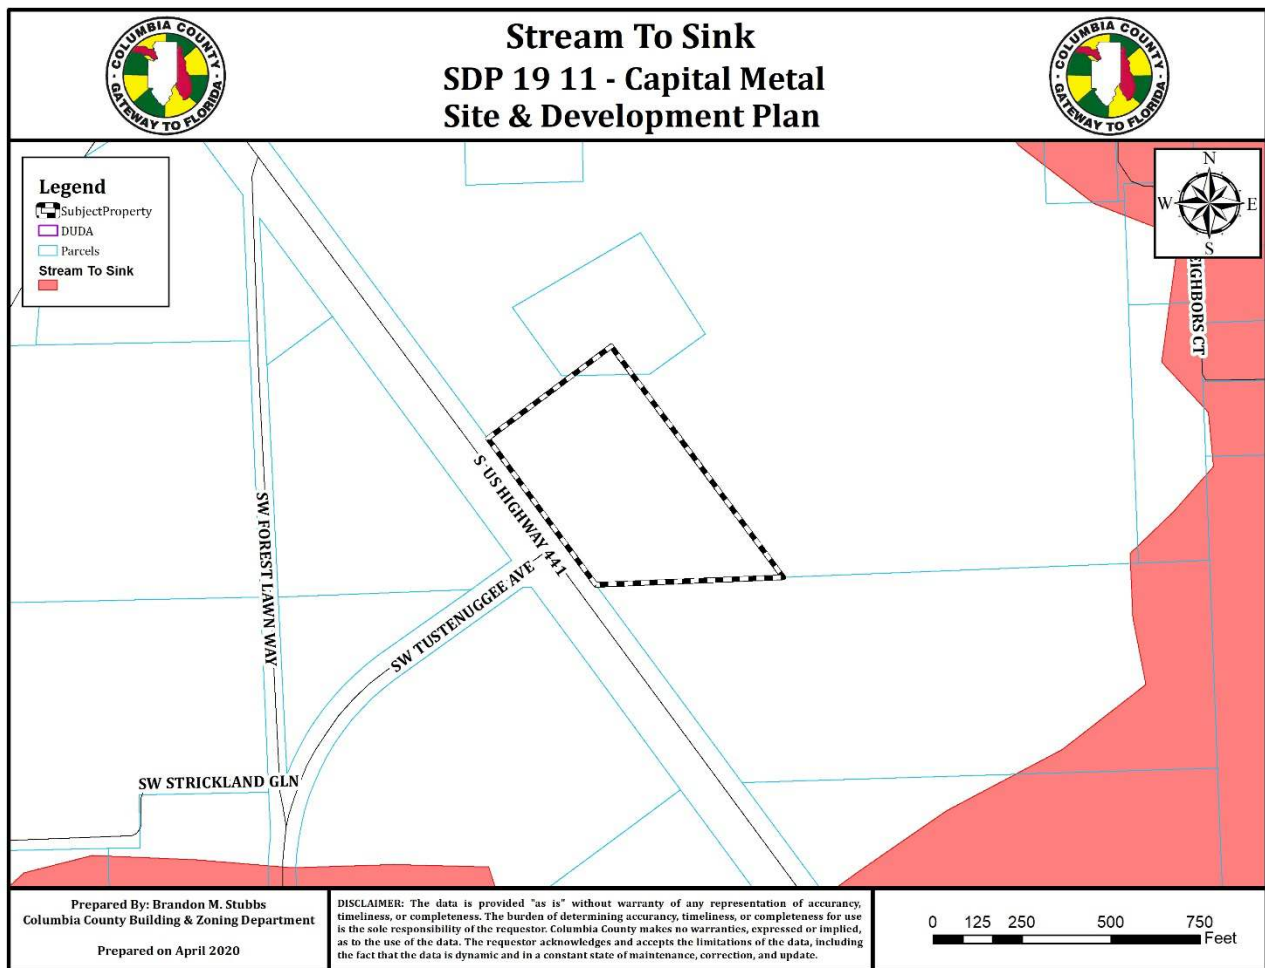 COLUMBIA COUNTY
GATEWAY TO FLORIDA
Stream To Sink
SDP 19 11 - Capital Metal
Site & Development Plan
COLUMBIA COUNTY
GATEWAY TO FLORIDA
Legend
SubjectProperty
DUDA
Parcels
Stream To Sink
N
W
E
S
EIGHBORS CT
S US HIGHWAY 441
SW FOREST LAWN WAY
SW TUSTENUGGEE AVE
SW STRICKLAND GLN
Prepared By: Brandon M. Stubbs
Columbia County Building & Zoning Department
Prepared on April 2020
DISCLAIMER: The data is provided "as is" without warranty of any representation of accurancy,
timeliness, or completeness. The burden of determining accurancy, timeliness, or completeness for use
is the sole responsibility of the requestor. Columbia County makes no warranties, expressed or implied,
as to the use of the data. The requestor acknowledges and accepts the limitations of the data, including
the fact that the data is dynamic and in a constant state of maintenance, correction, and update.
0 125 250 500 750
Feet